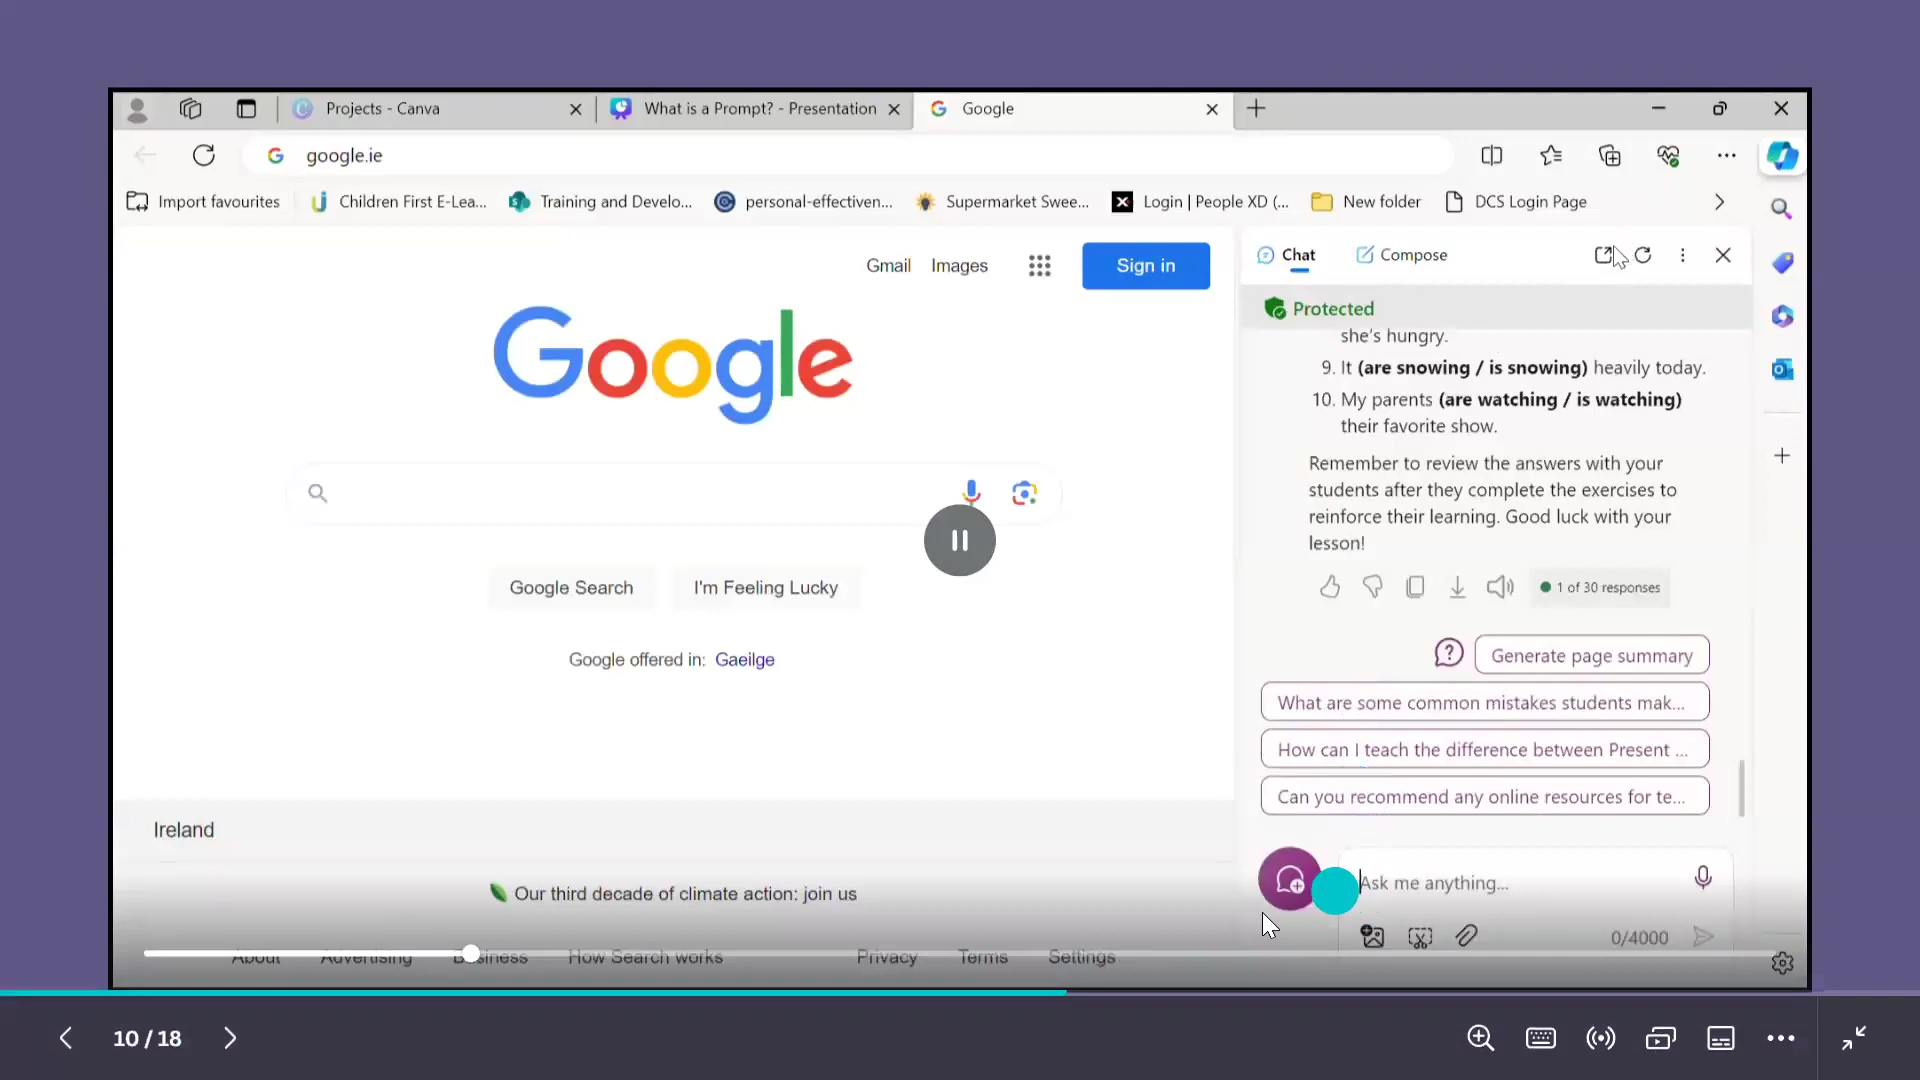 Projects - Canva
What is a Prompt? - Presentation
Google
google.ie
Import favourites
Children First E-Lea...
Training and Develo...
personal-effectiven...
Supermarket Swee...
Login | People XD (...
New folder
DCS Login Page
Gmail
Images
Sign in
Google
Google Search
I'm Feeling Lucky
Google offered in: Gaeilge
Ireland
Our third decade of climate action: join us
About
Advertising
Business
How Search works
Privacy
Terms
Settings
Chat
Compose
Protected
she's hungry.
9. It (are snowing / is snowing) heavily today.
10. My parents (are watching / is watching)
their favorite show.
Remember to review the answers with your
students after they complete the exercises to
reinforce their learning. Good luck with your
lesson!
1 of 30 responses
Generate page summary
What are some common mistakes students mak...
How can I teach the difference between Present ...
Can you recommend any online resources for te...
Ask me anything...
0/4000
10 / 18